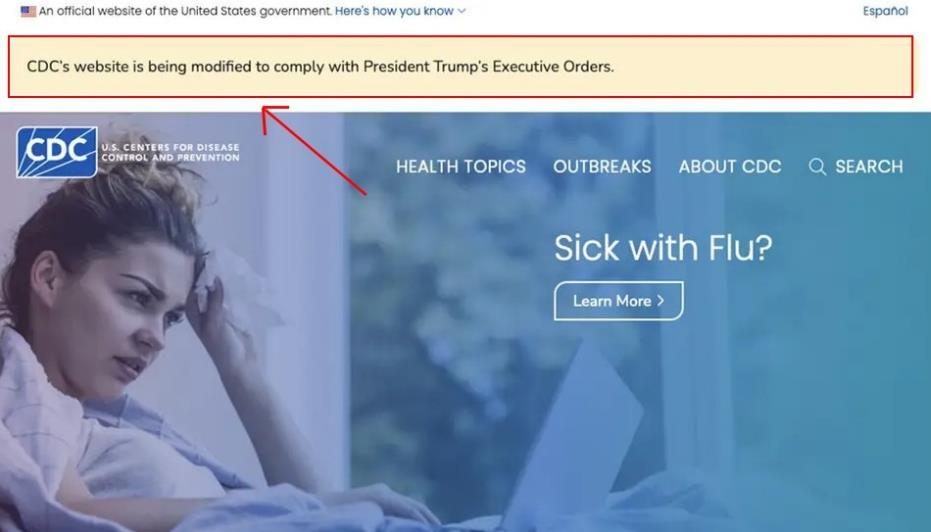 An official website of the United States government. Here's how you know
Español
CDC's website is being modified to comply with President Trump's Executive Orders.
CDC
U.S. CENTERS FOR DISEASE
CONTROL AND PREVENTION
HEALTH TOPICS OUTBREAKS ABOUT CDC SEARCH
Sick with Flu?
Learn More >